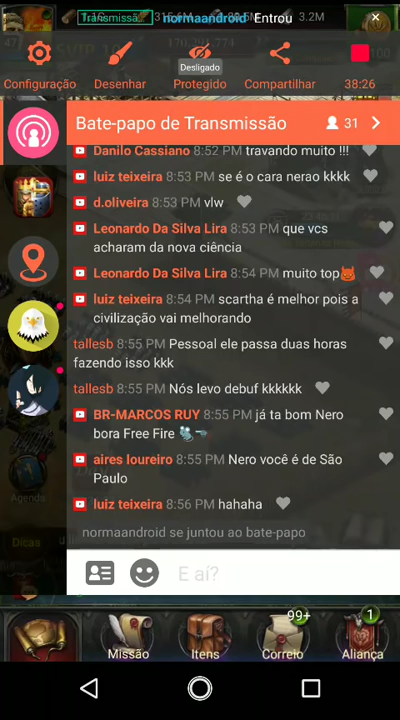 Transmissã...
normaandroid Entrou
3.2M
Configuração
Desenhar
Desligado
Protegido
Compartilhar
38:26
Bate-papo de Transmissão
31
Danilo Cassiano 8:52 PM travando muito !!!
luiz teixeira 8:53 PM se é o cara nerao kkkk
d.oliveira 8:53 PM vlw
Leonardo Da Silva Lira 8:53 PM que vcs
acharam da nova ciência
Leonardo Da Silva Lira 8:54 PM muito top
luiz teixeira 8:54 PM scartha é melhor pois a
civilização vai melhorando
tallesb 8:55 PM Pessoal ele passa duas horas
fazendo isso kkk
tallesb 8:55 PM Nós levo debuf kkkkkk
BR-MARCOS RUY 8:55 PM já ta bom Nero
bora Free Fire
aires loureiro 8:55 PM Nero você é de São
Paulo
luiz teixeira 8:56 PM hahaha
normaandroid se juntou ao bate-papo
Agenda
Dicas
E aí?
99+
1
Missão
Itens
Correio
Aliança